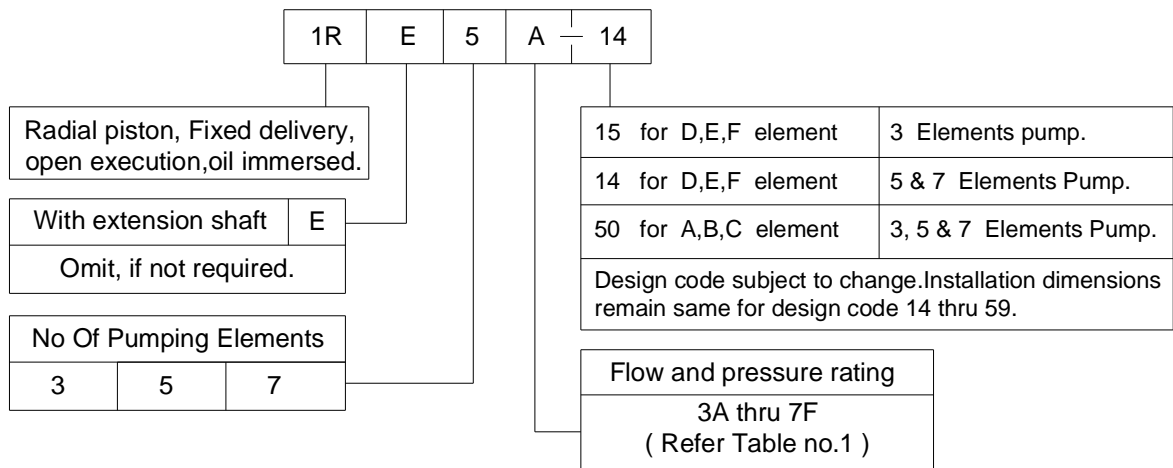 1R E 5 A - 14
Radial piston, Fixed delivery,
open execution,oil immersed.
With extension shaft E
Omit, if not required.
No Of Pumping Elements
3 5 7
15 for D,E,F element 3 Elements pump.
14 for D,E,F element 5 & 7 Elements Pump.
50 for A,B,C element 3, 5 & 7 Elements Pump.
Design code subject to change.Installation dimensions
remain same for design code 14 thru 59.
Flow and pressure rating
3A thru 7F
( Refer Table no.1 )